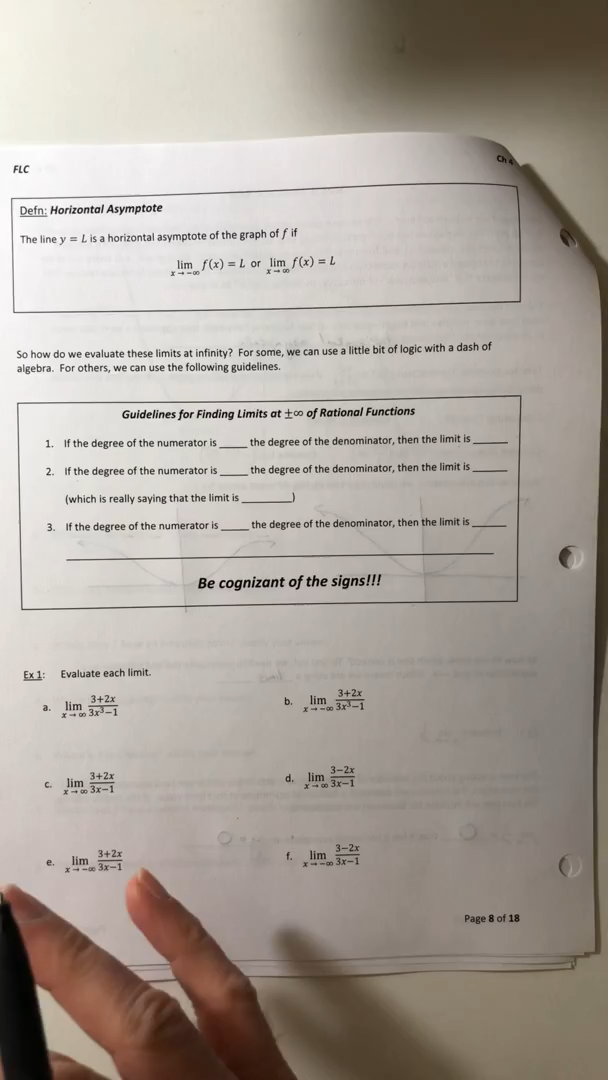 FLC
Ch 4
Defn: Horizontal Asymptote
The line y = L is a horizontal asymptote of the graph of f if
lim x→−∞ f(x) = L or lim x→∞ f(x) = L
So how do we evaluate these limits at infinity? For some, we can use a little bit of logic with a dash of
algebra. For others, we can use the following guidelines.
Guidelines for Finding Limits at ±∞ of Rational Functions
1. If the degree of the numerator is ____ the degree of the denominator, then the limit is _____
2. If the degree of the numerator is ____ the degree of the denominator, then the limit is _____
(which is really saying that the limit is ________)
3. If the degree of the numerator is ____ the degree of the denominator, then the limit is _____
Be cognizant of the signs!!!
Ex 1: Evaluate each limit.
a. lim x→∞ (3+2x)/(3x³−1)
b. lim x→−∞ (3+2x)/(3x³−1)
c. lim x→∞ (3+2x)/(3x−1)
d. lim x→∞ (3−2x)/(3x−1)
e. lim x→−∞ (3+2x)/(3x−1)
f. lim x→−∞ (3−2x)/(3x−1)
Page 8 of 18